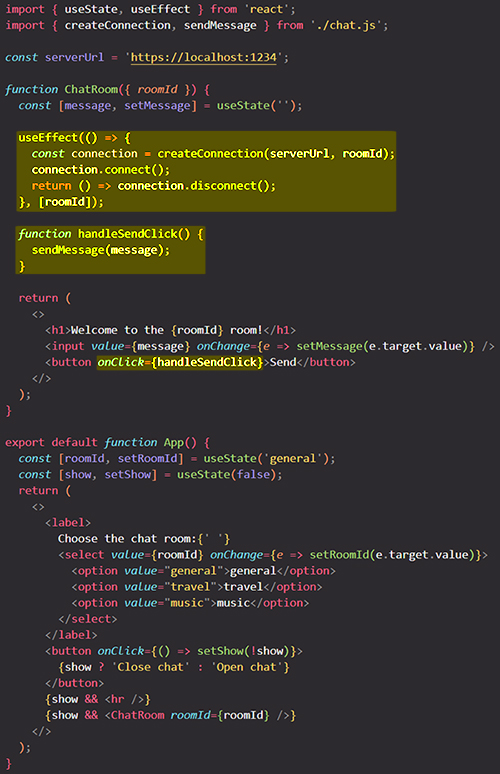 import { useState, useEffect } from 'react';
import { createConnection, sendMessage } from './chat.js';

const serverUrl = 'https://localhost:1234';

function ChatRoom({ roomId }) {
  const [message, setMessage] = useState('');

  useEffect(() => {
    const connection = createConnection(serverUrl, roomId);
    connection.connect();
    return () => connection.disconnect();
  }, [roomId]);

  function handleSendClick() {
    sendMessage(message);
  }

  return (
    <>
      <h1>Welcome to the {roomId} room!</h1>
      <input value={message} onChange={e => setMessage(e.target.value)} />
      <button onClick={handleSendClick}>Send</button>
    </>
  );
}

export default function App() {
  const [roomId, setRoomId] = useState('general');
  const [show, setShow] = useState(false);
  return (
    <>
      <label>
        Choose the chat room:{' '}
        <select value={roomId} onChange={e => setRoomId(e.target.value)}>
          <option value="general">general</option>
          <option value="travel">travel</option>
          <option value="music">music</option>
        </select>
      </label>
      <button onClick={() => setShow(!show)}>
        {show ? 'Close chat' : 'Open chat'}
      </button>
      {show && <hr />}
      {show && <ChatRoom roomId={roomId} />}
    </>
  );
}